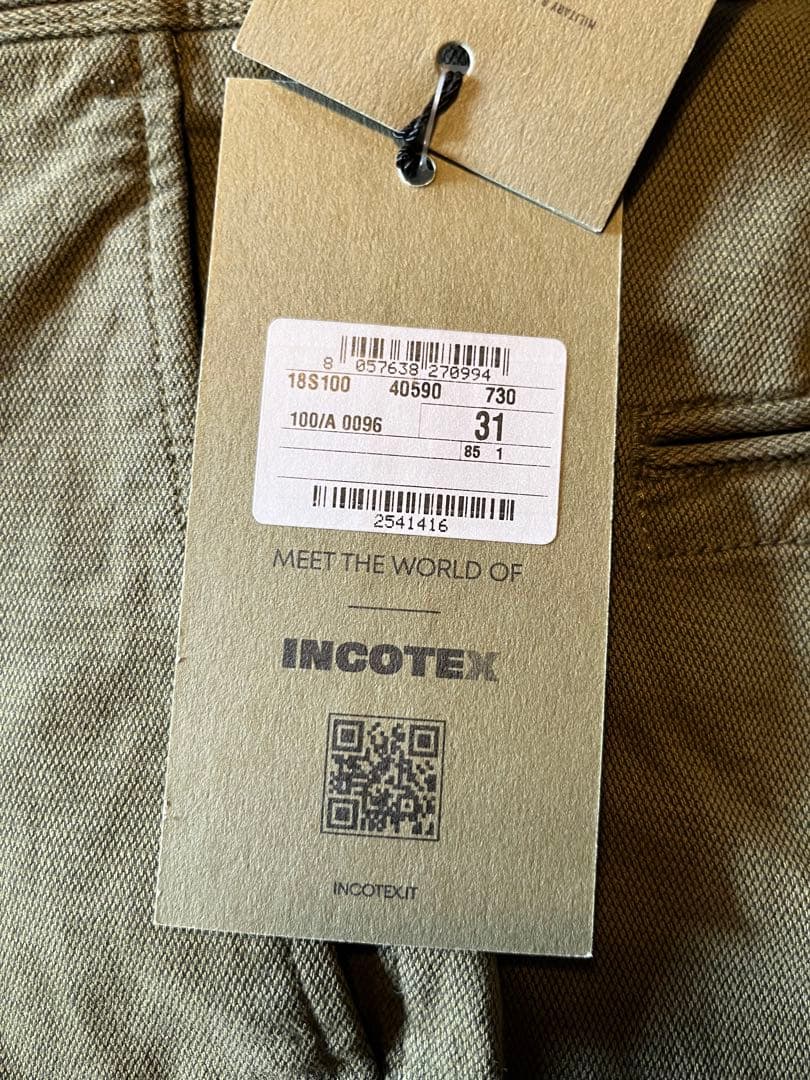 MILITARY &
8 057638 270994
18S100 40590 730
100/A 0096 31
85 1
2541416
MEET THE WORLD OF
INCOTEX
INCOTEX.IT